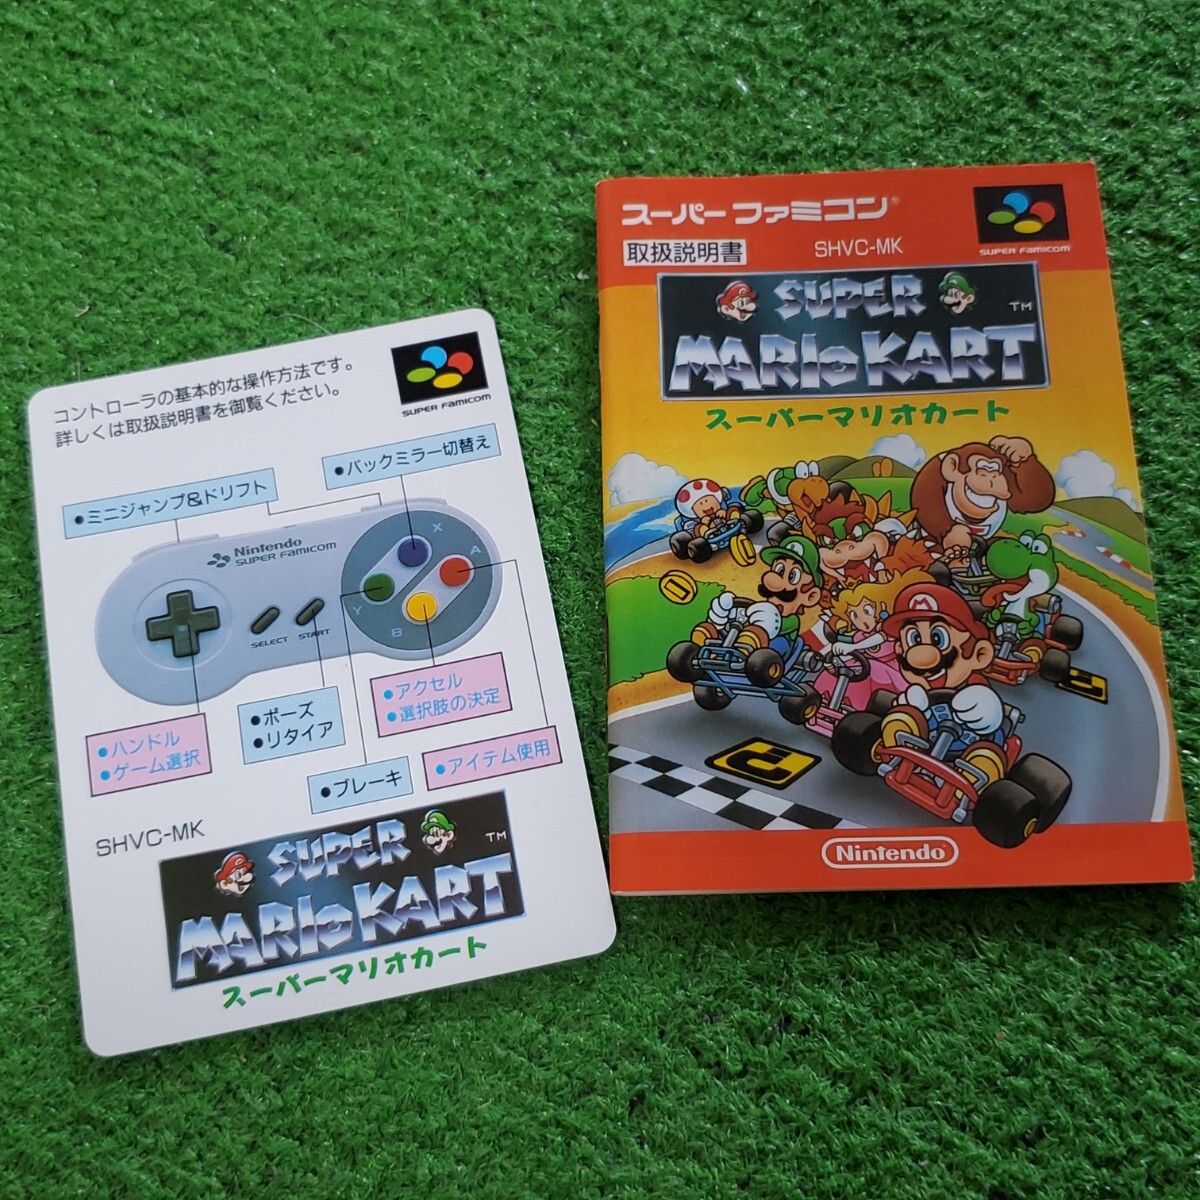 コントローラの基本的な操作方法です。
詳しくは取扱説明書を御覧ください。
SUPER FAMICOM
●バックミラー切替え
●ミニジャンプ&ドリフト
Nintendo
SUPER FAMICOM
X
A
Y
B
SELECT
START
●アクセル
●選択肢の決定
●ポーズ
●リタイア
●ハンドル
●ゲーム選択
●アイテム使用
●ブレーキ
SHVC-MK
SUPER
MARIO KART TM
スーパーマリオカート
スーパーファミコン®
取扱説明書
SHVC-MK
SUPER FAMICOM
SUPER
MARIO KART TM
スーパーマリオカート
M
Nintendo